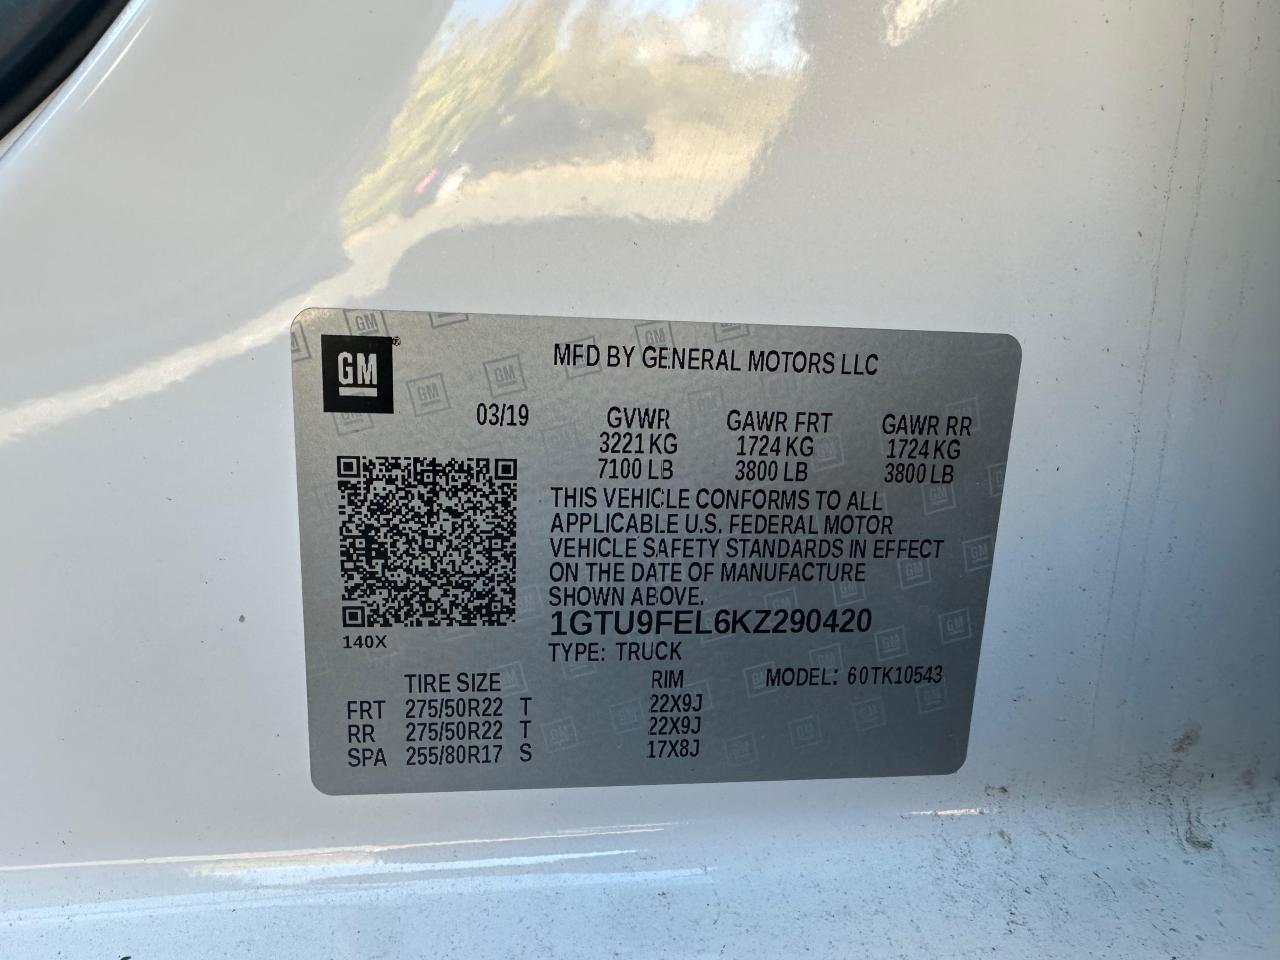 GM
MFD BY GENERAL MOTORS LLC
03/19 GVWR GAWR FRT GAWR RR
3221 KG 1724 KG 1724 KG
7100 LB 3800 LB 3800 LB
THIS VEHICLE CONFORMS TO ALL
APPLICABLE U.S. FEDERAL MOTOR
VEHICLE SAFETY STANDARDS IN EFFECT
ON THE DATE OF MANUFACTURE
SHOWN ABOVE.
1GTU9FEL6KZ290420
140X
TYPE: TRUCK
TIRE SIZE RIM MODEL: 60TK10543
FRT 275/50R22 T 22X9J
RR 275/50R22 T 22X9J
SPA 255/80R17 S 17X8J